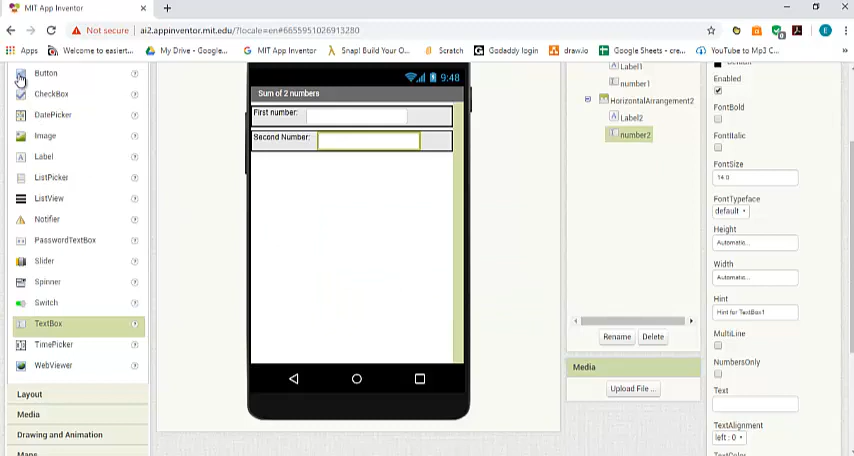 MIT App Inventor
Not secure
ai2.appinventor.mit.edu/?locale=en#6655951026913280
Apps
Welcome to easiert...
My Drive - Google...
MIT App Inventor
Snap! Build Your O...
Scratch
Godaddy login
draw.io
Google Sheets - cre...
YouTube to Mp3 C...
Button
CheckBox
DatePicker
Image
Label
ListPicker
ListView
Notifier
PasswordTextBox
Slider
Spinner
Switch
TextBox
TimePicker
WebViewer
Layout
Media
Drawing and Animation
Maps
9:48
Sum of 2 numbers
First number:
Second Number:
Label1
number1
HorizontalArrangement2
Label2
number2
Rename
Delete
Media
Upload File ...
Default
Enabled
FontBold
FontItalic
FontSize
14.0
FontTypeface
default
Height
Automatic...
Width
Automatic...
Hint
Hint for TextBox1
MultiLine
NumbersOnly
Text
TextAlignment
left : 0
TextColor